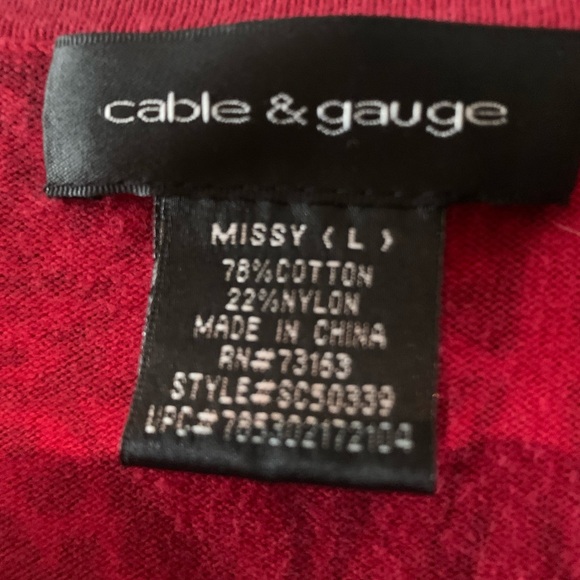 cable & gauge
MISSY ( L )
78%COTTON
22%NYLON
MADE IN CHINA
RN#73163
STYLE#SC50339
UPC#785302172104